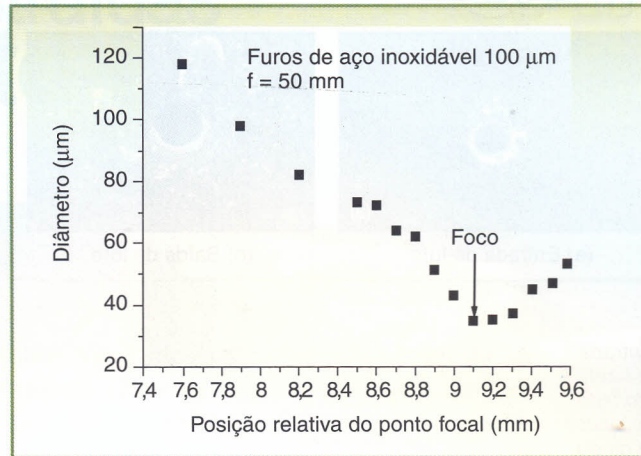 Furos de aço inoxidável 100 µm
f = 50 mm
Diâmetro (µm)
120
100
80
60
40
20
Foco
7,4 7,6 7,8 8 8,2 8,4 8,6 8,8 9 9,2 9,4 9,6
Posição relativa do ponto focal (mm)